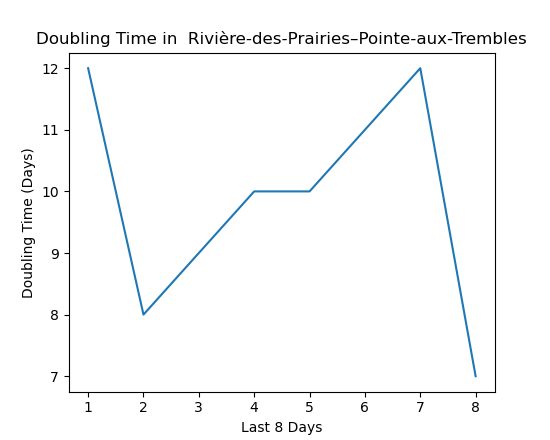 Doubling Time in  Rivière-des-Prairies–Pointe-aux-Trembles
Doubling Time (Days)
12
11
10
9
8
7
1 2 3 4 5 6 7 8
Last 8 Days